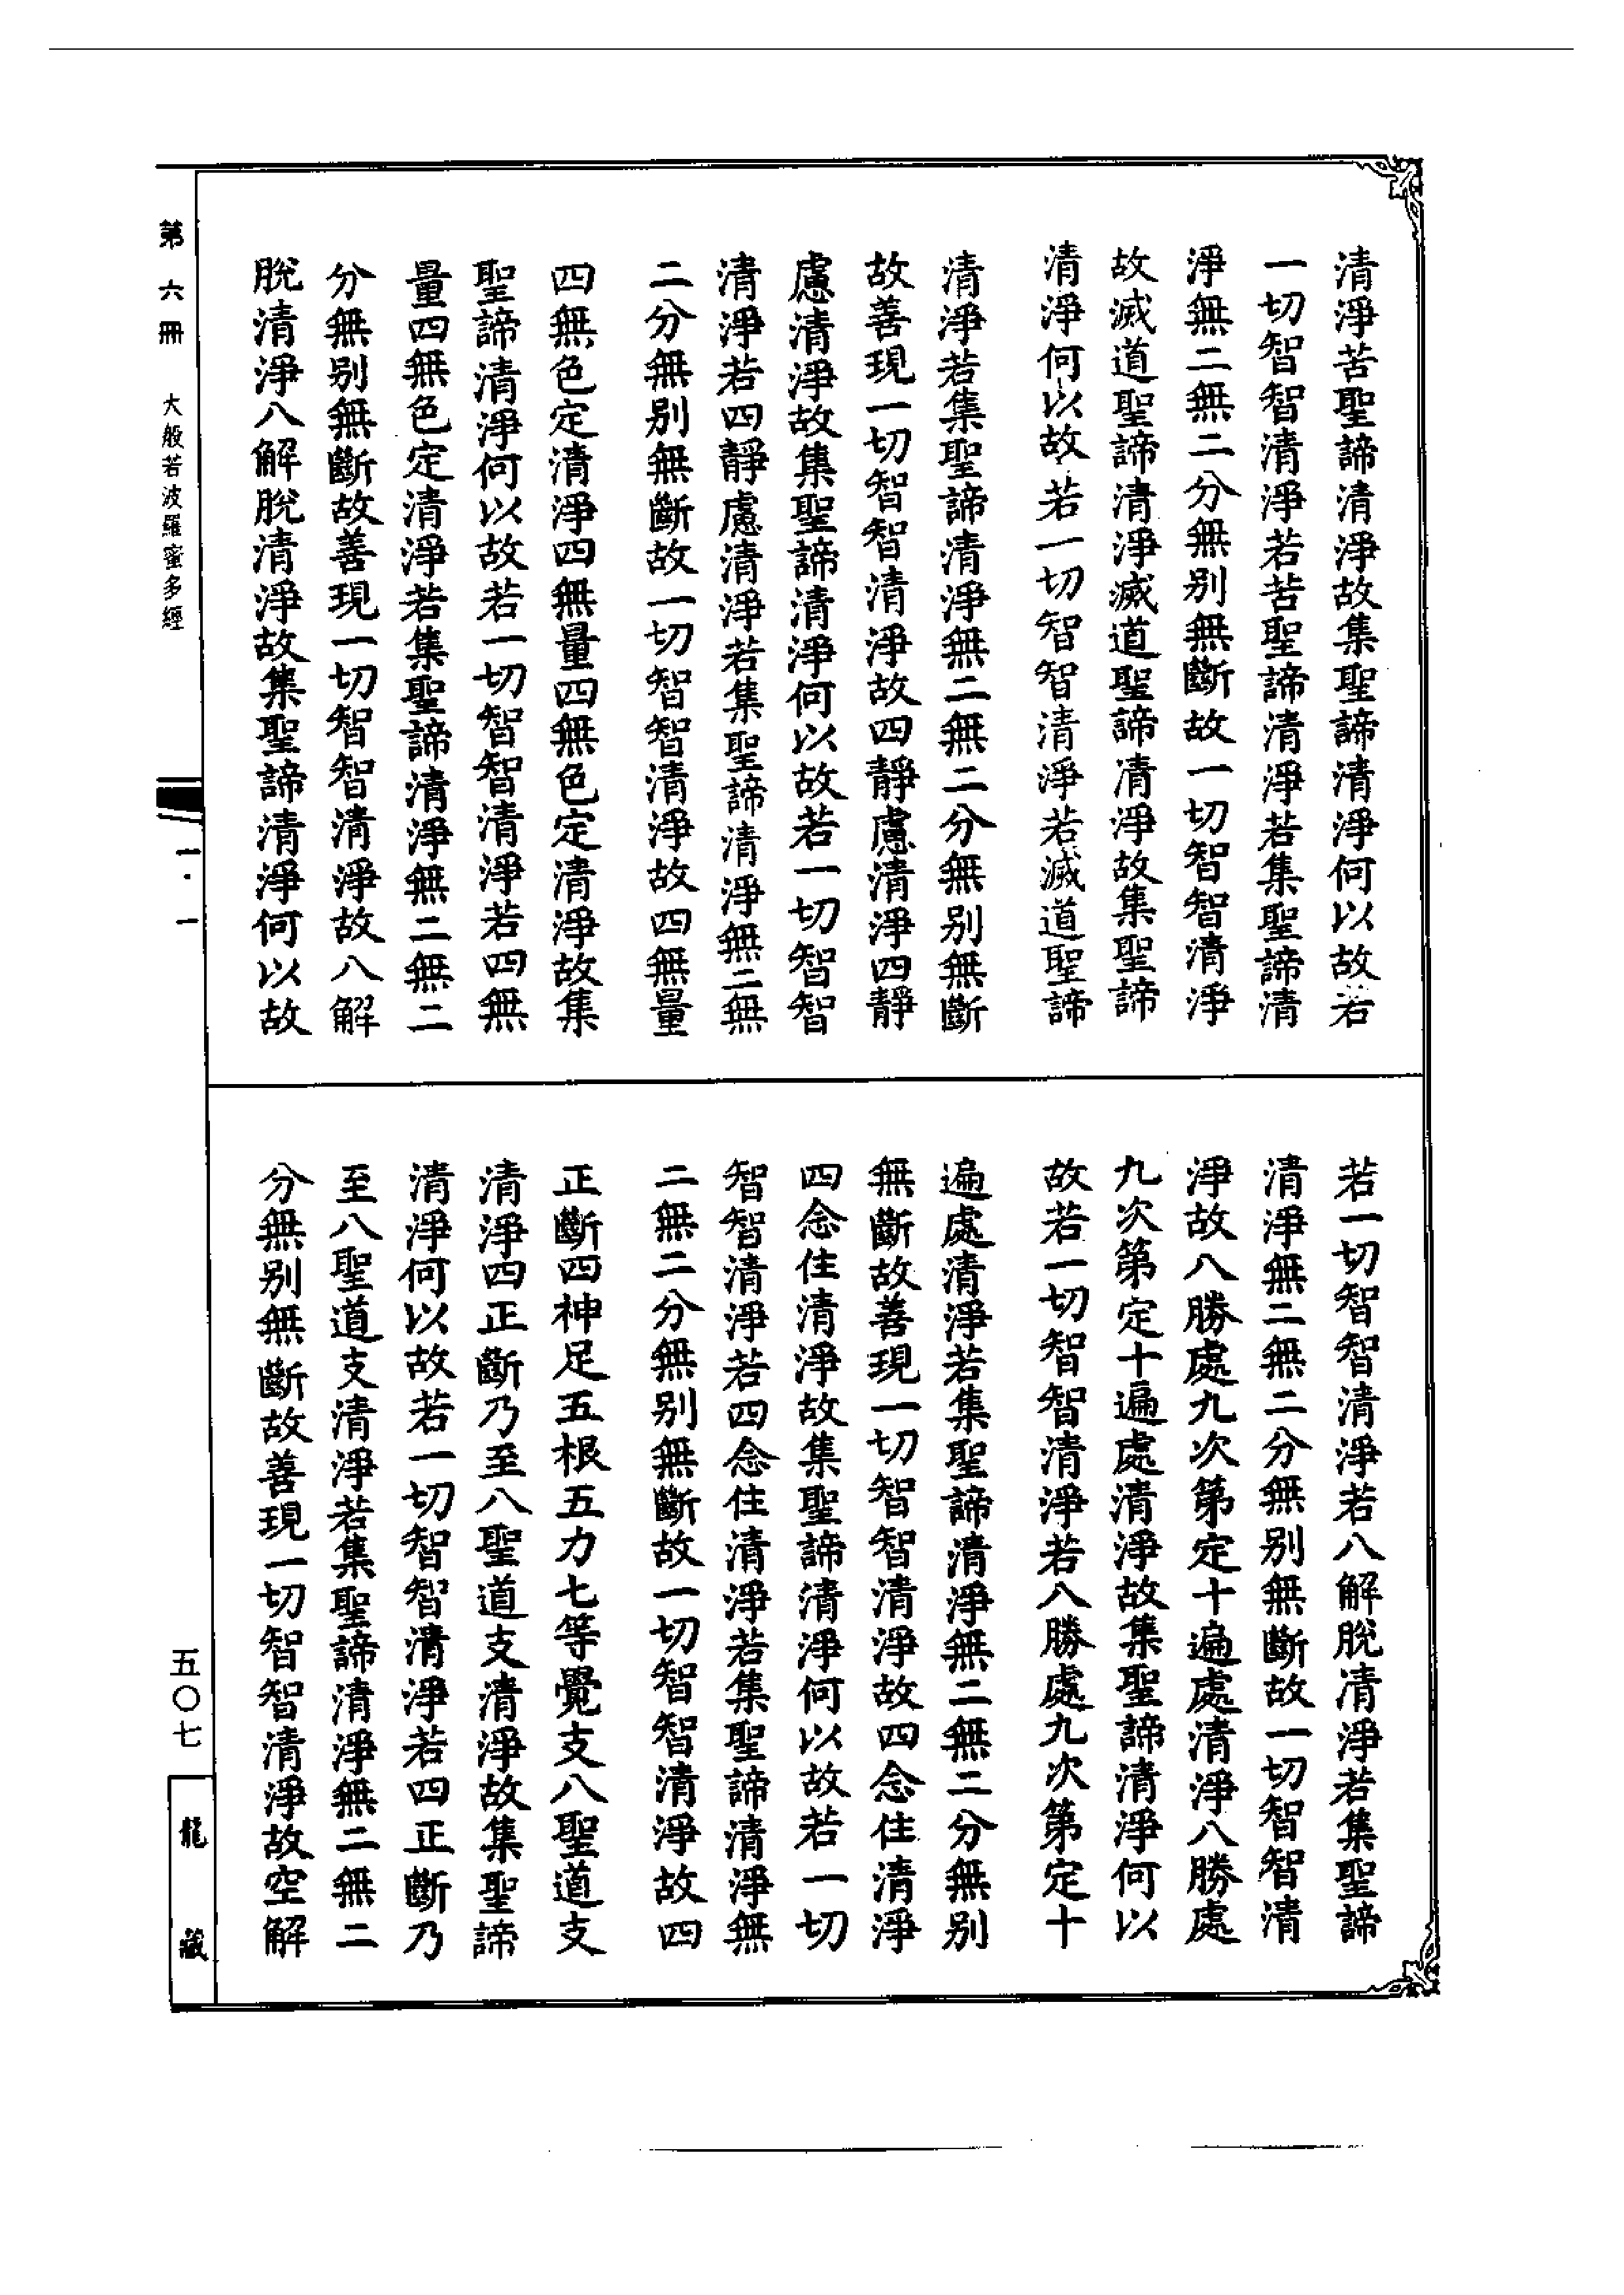 清淨苦聖諦清淨故集聖諦清淨何以故若
一切智智清淨若苦聖諦清淨若集聖諦清
淨無二無二分無別無斷故一切智智清淨
故滅道聖諦清淨滅道聖諦清淨故集聖諦
清淨何以故若一切智智清淨若滅道聖諦
清淨若集聖諦清淨無二無二分無別無斷
故善現一切智智清淨故四靜慮清淨四靜
慮清淨故集聖諦清淨何以故若一切智智
清淨若四靜慮清淨若集聖諦清淨無二無
二分無別無斷故一切智智清淨故四無量
四無色定清淨四無量四無色定清淨故集
聖諦清淨何以故若一切智智清淨若四無
量四無色定清淨若集聖諦清淨無二無二
分無別無斷故善現一切智智清淨故八解
脫清淨八解脫清淨故集聖諦清淨何以故
若一切智智清淨若八解脫清淨若集聖諦
清淨無二無二分無別無斷故一切智智清
淨故八勝處九次第定十遍處清淨八勝處
九次第定十遍處清淨故集聖諦清淨何以
故若一切智智清淨若八勝處九次第定十
遍處清淨若集聖諦清淨無二無二分無別
無斷故善現一切智智清淨故四念住清淨
四念住清淨故集聖諦清淨何以故若一切
智智清淨若四念住清淨若集聖諦清淨無
二無二分無別無斷故一切智智清淨故四
正斷四神足五根五力七等覺支八聖道支
清淨四正斷乃至八聖道支清淨故集聖諦
清淨何以故若一切智智清淨若四正斷乃
至八聖道支清淨若集聖諦清淨無二無二
分無別無斷故善現一切智智清淨故空解
第六冊 大般若波羅蜜多經 一·一
五〇七
龍藏